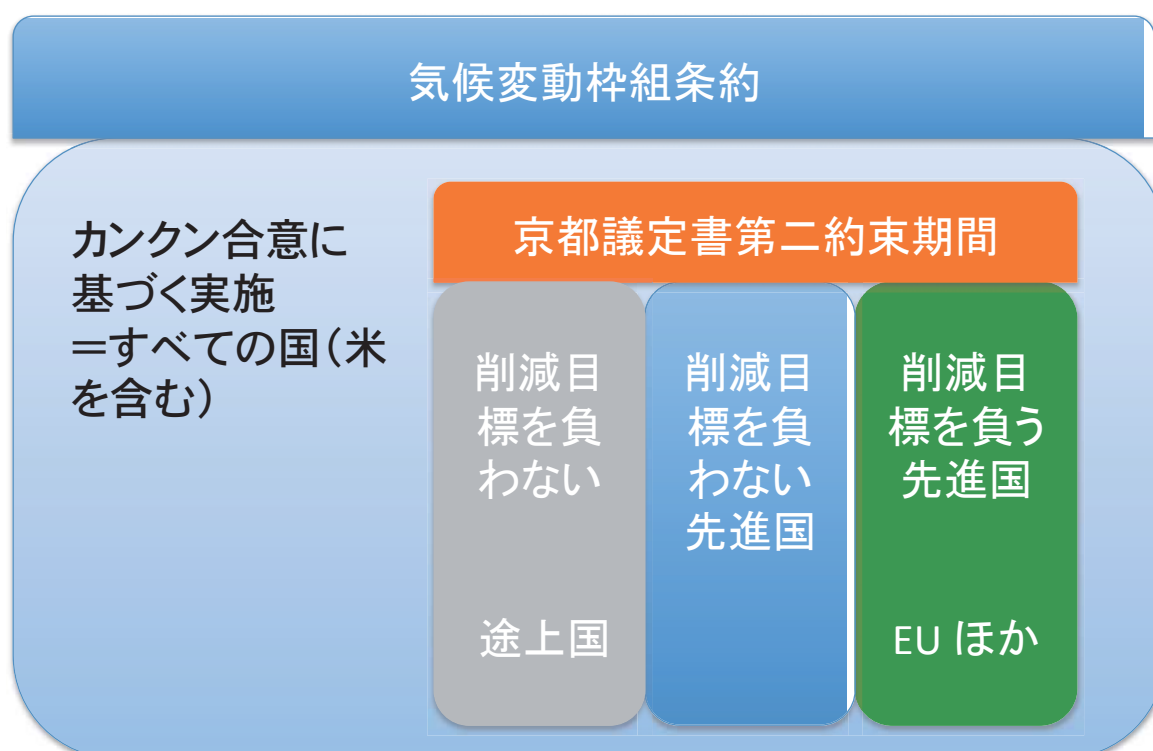 気候変動枠組条約
カンクン合意に
基づく実施
＝すべての国（米
を含む）
京都議定書第二約束期間
削減目
標を負
わない
途上国
削減目
標を負
わない
先進国
削減目
標を負う
先進国
EU ほか